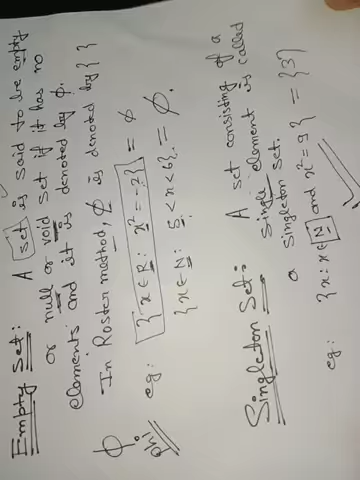 Empty Set: A set is said to be empty
or null or void set if it has no
elements and it is denoted by φ.
In Roster method, φ is denoted by { }
φ
phi
eg: {x ∈ R: x² = -2} = φ
{x ∈ N: 5 < x < 6} = φ.
Singleton Set: A set consisting of a
single element is called
a singleton set.
eg: {x: x ∈ N and x² = 9} = {3}